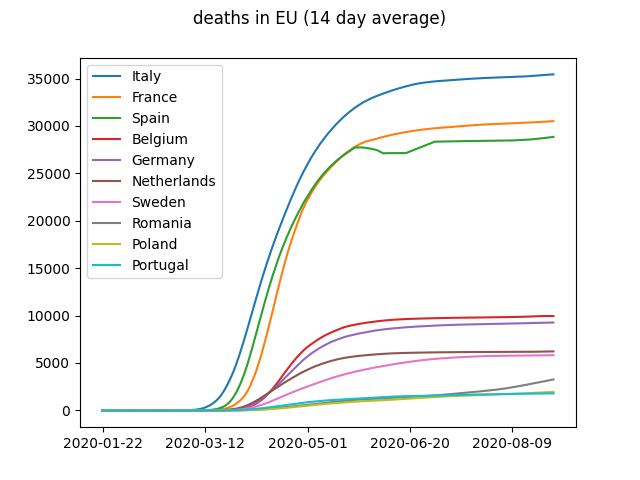 deaths in EU (14 day average)
35000
30000
25000
20000
15000
10000
5000
0
Italy
France
Spain
Belgium
Germany
Netherlands
Sweden
Romania
Poland
Portugal
2020-01-22 2020-03-12 2020-05-01 2020-06-20 2020-08-09